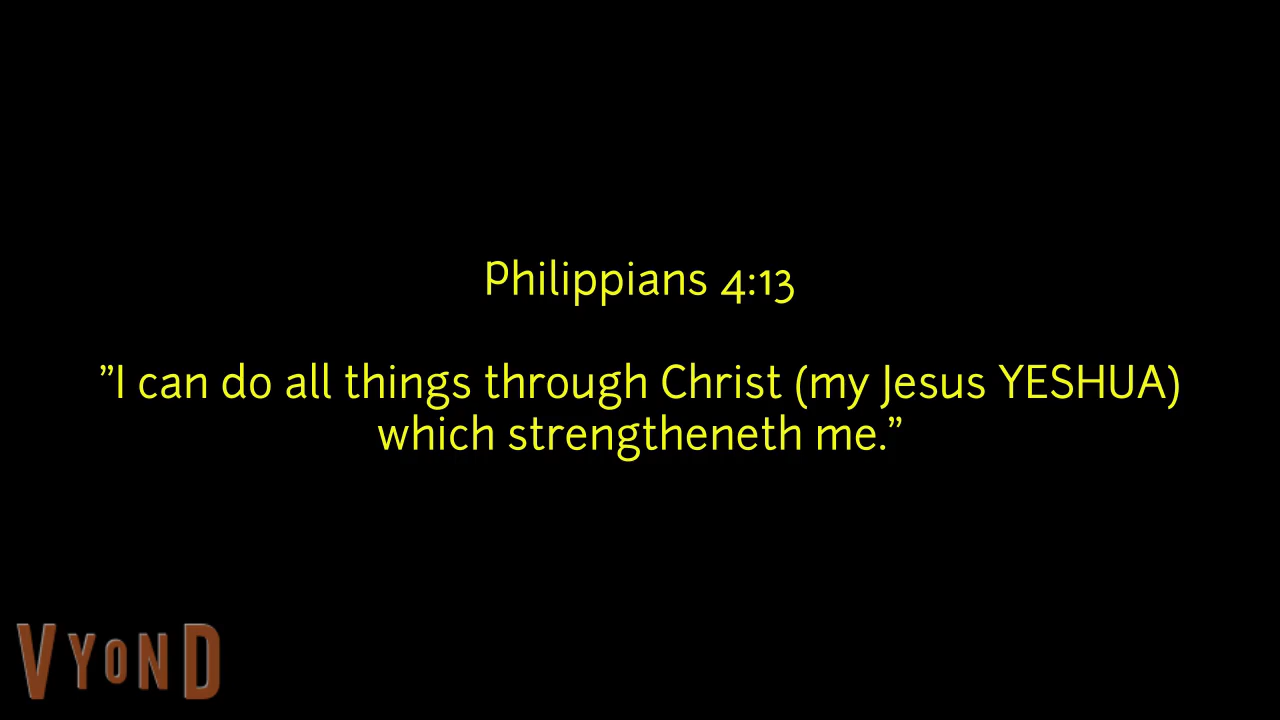 Philippians 4:13
”I can do all things through Christ (my Jesus YESHUA)
which strengtheneth me.”
VYOND